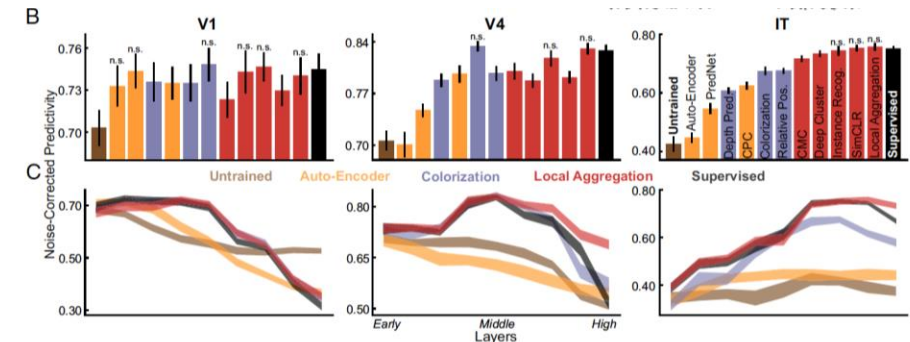 B
V1
V4
IT
Noise-Corrected Predictivity
0.76
0.73
0.70
n.s.
n.s.
n.s.
n.s.
n.s.
0.84
0.77
0.70
n.s.
n.s.
n.s.
0.80
0.60
0.40
Untrained
Auto-Encoder
PredNet
Depth Pred.
CPC
Colorization
Relative Pos.
CMC
Deep Cluster
Instance Recog.
SimCLR
Local Aggregation
Supervised
n.s.
n.s.
n.s.
C
Untrained Auto-Encoder Colorization Local Aggregation Supervised
0.70
0.50
0.30
0.80
0.65
0.50
0.80
0.60
0.40
Early Middle High
Layers